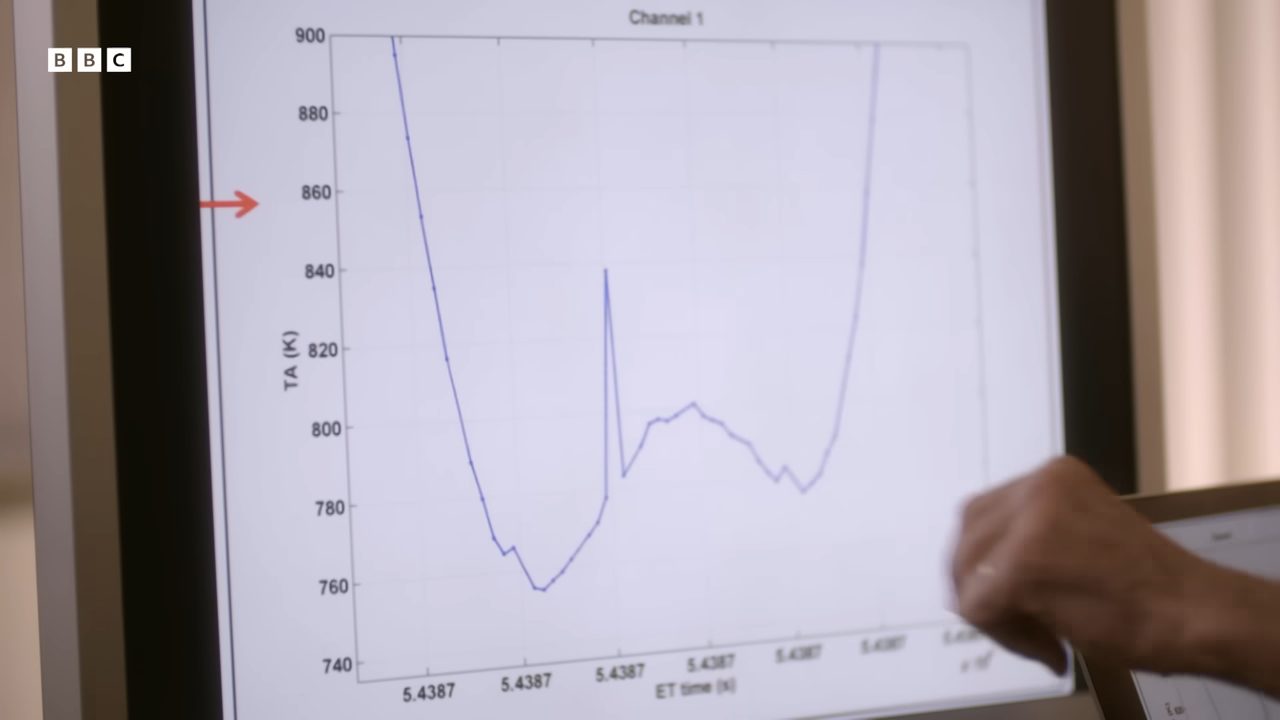 BBC
Channel 1
900
880
860
840
820
800
780
760
740
TA (K)
5.4387 5.4387 5.4387 5.4387 5.4387 5.4387
ET time (s)